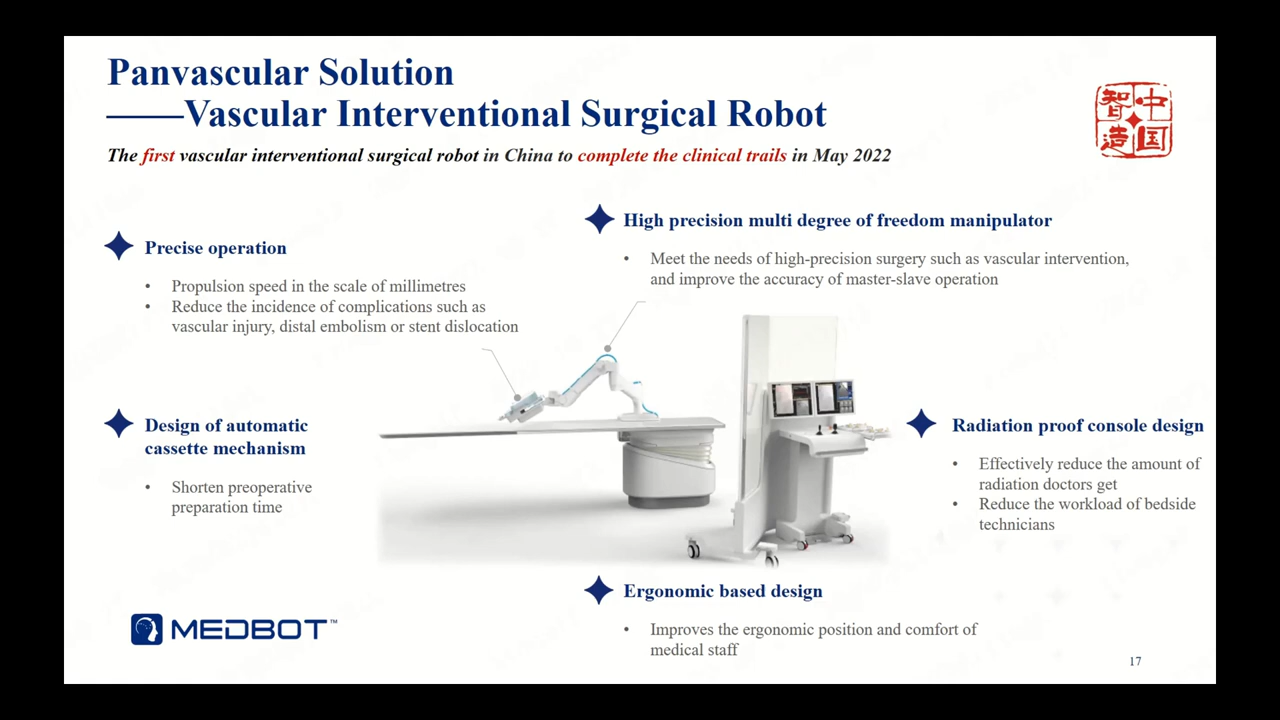 Panvascular Solution
——Vascular Interventional Surgical Robot
The first vascular interventional surgical robot in China to complete the clinical trails in May 2022
中国智造
Precise operation
• Propulsion speed in the scale of millimetres
• Reduce the incidence of complications such as
vascular injury, distal embolism or stent dislocation
High precision multi degree of freedom manipulator
• Meet the needs of high-precision surgery such as vascular intervention,
and improve the accuracy of master-slave operation
Design of automatic
cassette mechanism
• Shorten preoperative
preparation time
Radiation proof console design
• Effectively reduce the amount of
radiation doctors get
• Reduce the workload of bedside
technicians
Ergonomic based design
• Improves the ergonomic position and comfort of
medical staff
MEDBOT™
17